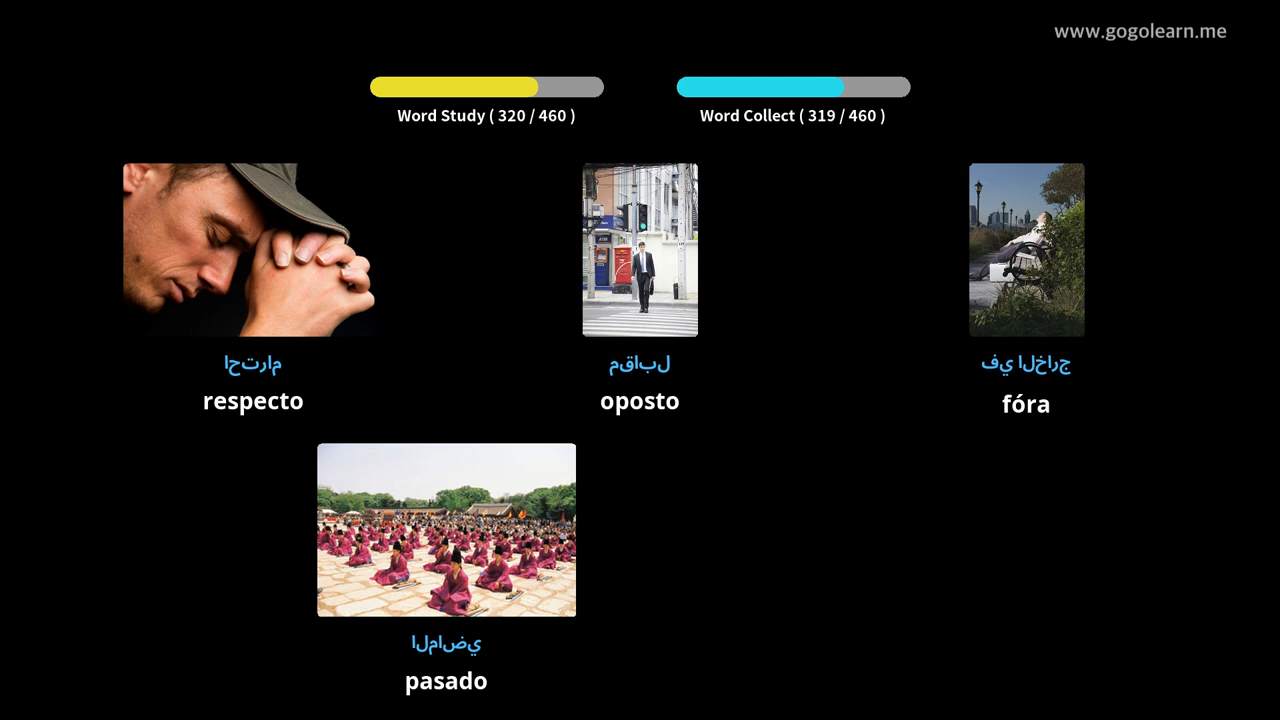 www.gogolearn.me
Word Study ( 320 / 460 )
Word Collect ( 319 / 460 )
احترام
مقابل
في الخارج
respecto
oposto
fóra
الماضي
pasado